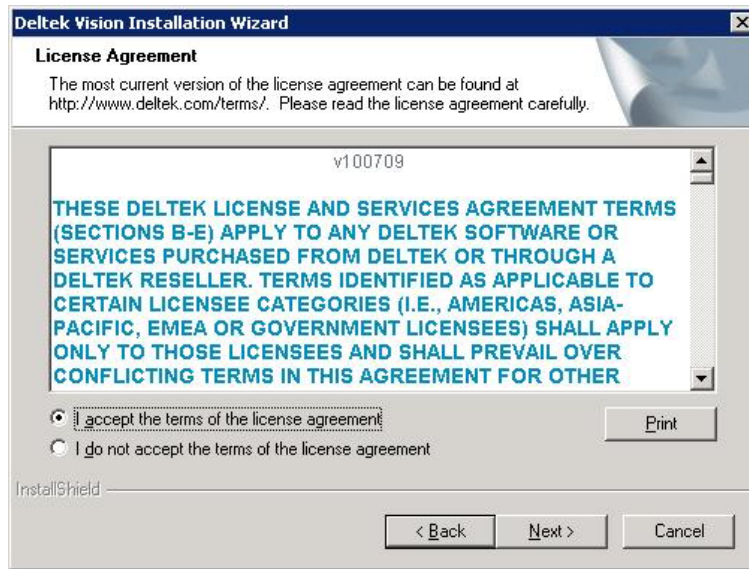 Deltek Vision Installation Wizard
License Agreement
The most current version of the license agreement can be found at
http://www.deltek.com/terms/. Please read the license agreement carefully.
v100709
THESE DELTEK LICENSE AND SERVICES AGREEMENT TERMS
(SECTIONS B-E) APPLY TO ANY DELTEK SOFTWARE OR
SERVICES PURCHASED FROM DELTEK OR THROUGH A
DELTEK RESELLER. TERMS IDENTIFIED AS APPLICABLE TO
CERTAIN LICENSEE CATEGORIES (I.E., AMERICAS, ASIA-
PACIFIC, EMEA OR GOVERNMENT LICENSEES) SHALL APPLY
ONLY TO THOSE LICENSEES AND SHALL PREVAIL OVER
CONFLICTING TERMS IN THIS AGREEMENT FOR OTHER
I accept the terms of the license agreement
Print
I do not accept the terms of the license agreement
InstallShield
< Back Next > Cancel